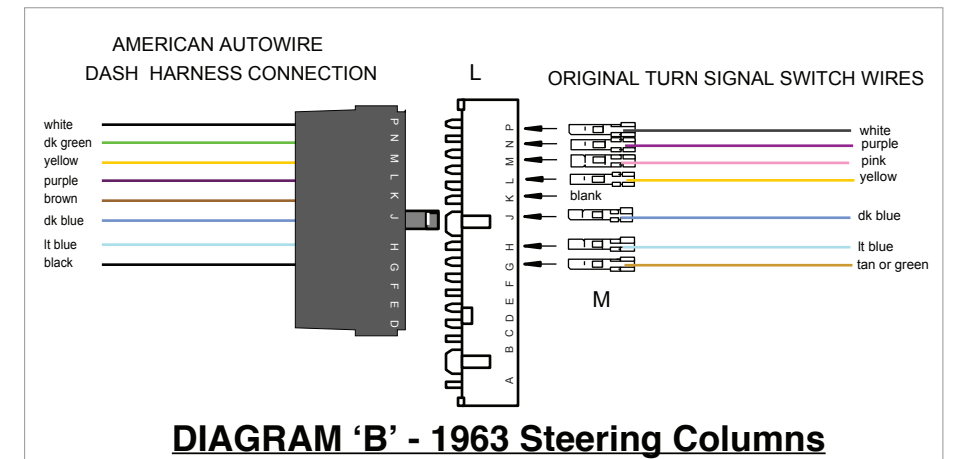 AMERICAN AUTOWIRE
DASH HARNESS CONNECTION
L
ORIGINAL TURN SIGNAL SWITCH WIRES
white
dk green
yellow
purple
brown
dk blue
lt blue
black
P
N
M
L
K
J
H
G
F
E
D
P
N
M
L
K
J
H
G
F
E
D
C
B
A
blank
white
purple
pink
yellow
dk blue
lt blue
tan or green
M
DIAGRAM ‘B’ - 1963 Steering Columns